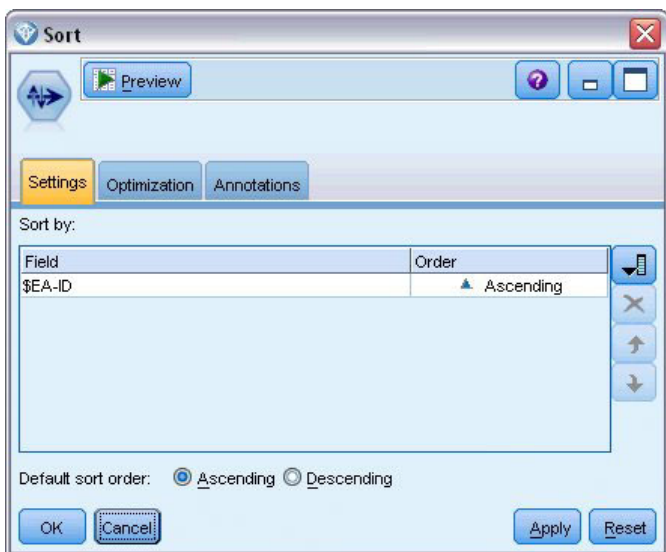 Sort
Preview
Settings Optimization Annotations
Sort by:
Field Order
$EA-ID Ascending
Default sort order: Ascending Descending
OK Cancel Apply Reset